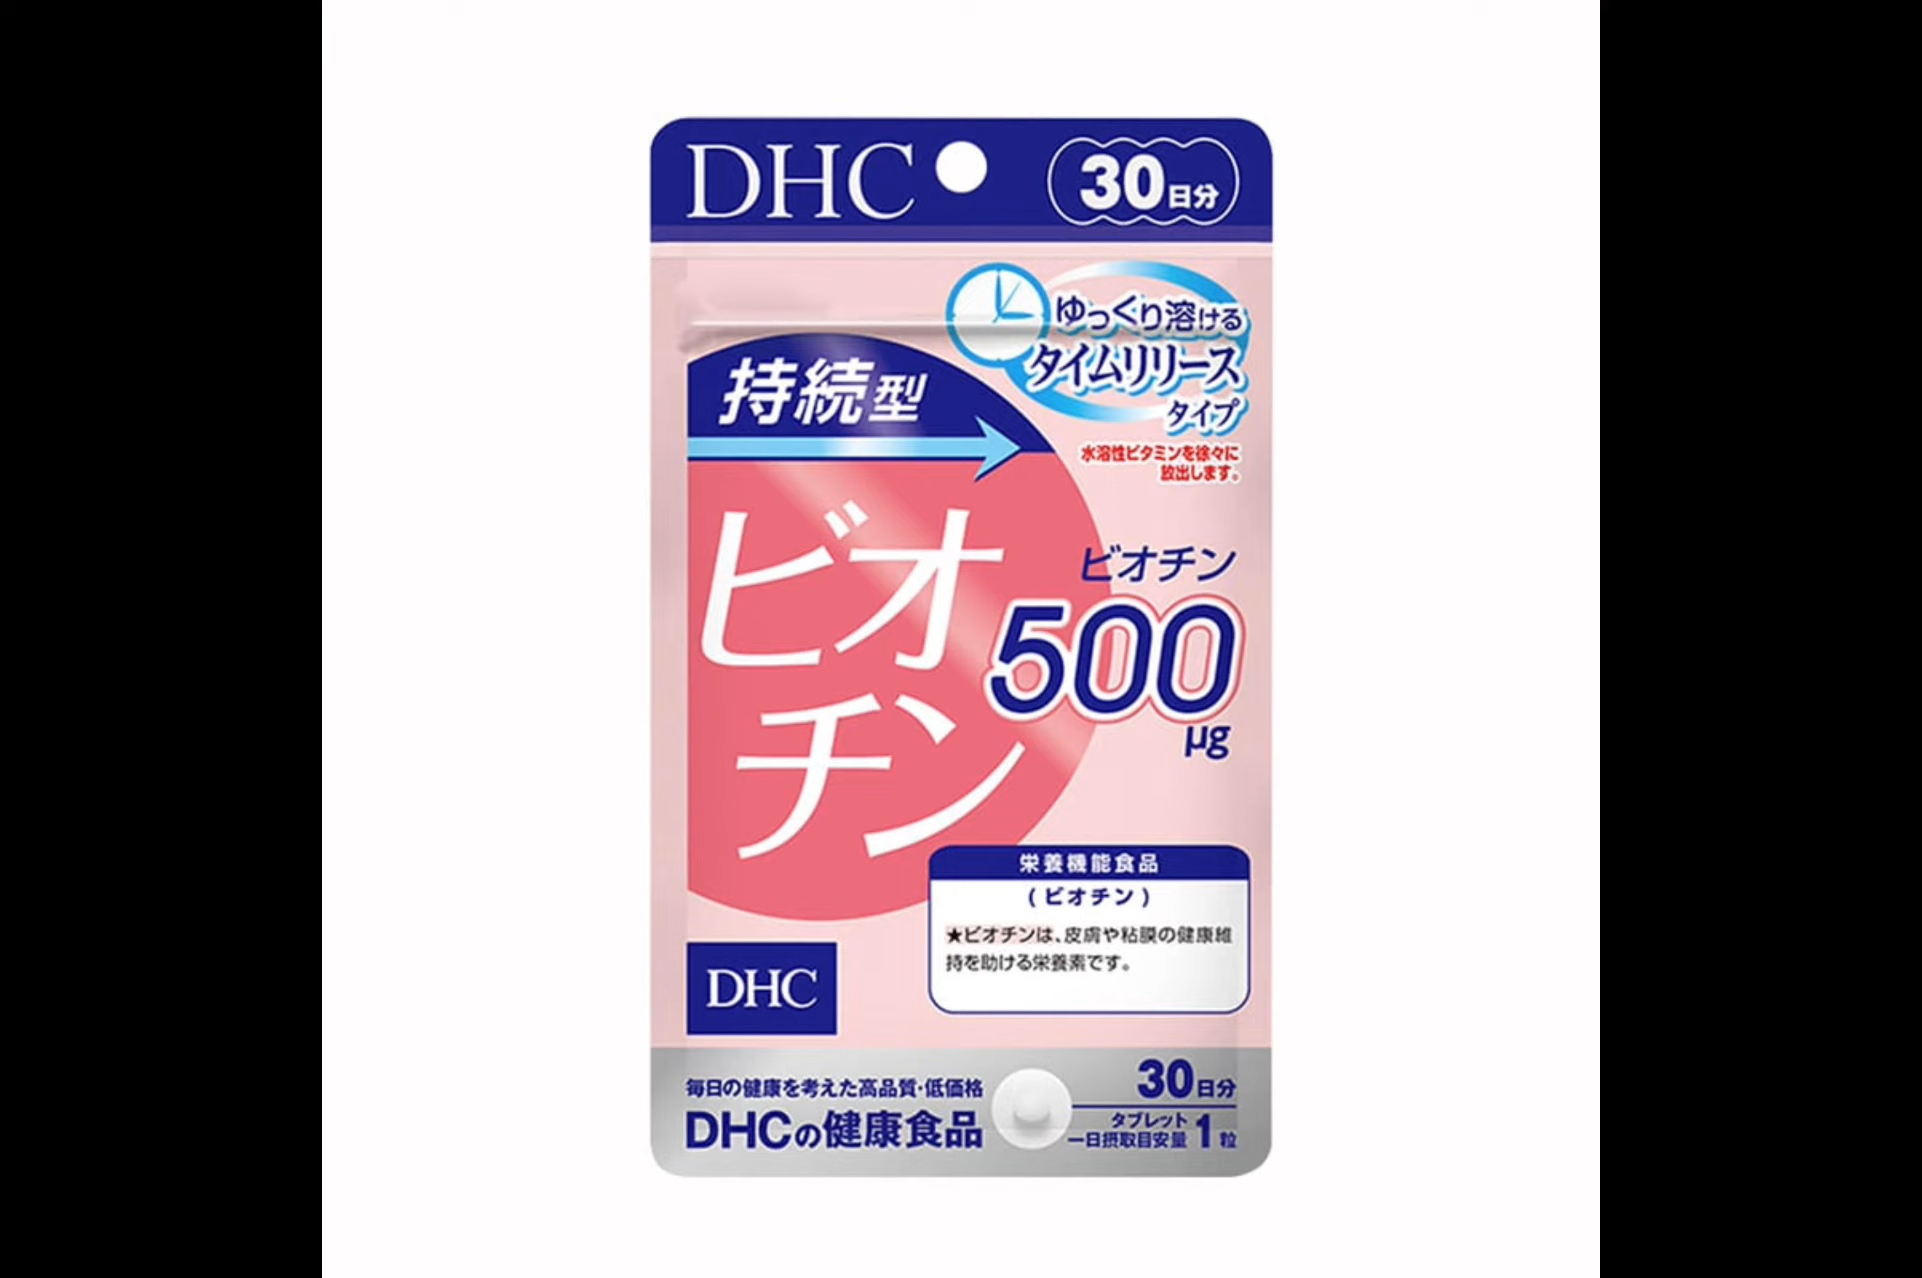 DHC
30日分
ゆっくり溶ける
タイムリリース
タイプ
水溶性ビタミンを徐々に
放出します。
持続型
ビオ
チン
ビオチン
500
μg
栄養機能食品
(ビオチン)
★ビオチンは、皮膚や粘膜の健康維
持を助ける栄養素です。
DHC
毎日の健康を考えた高品質・低価格
DHCの健康食品
30日分
タブレット
一日摂取目安量 1粒